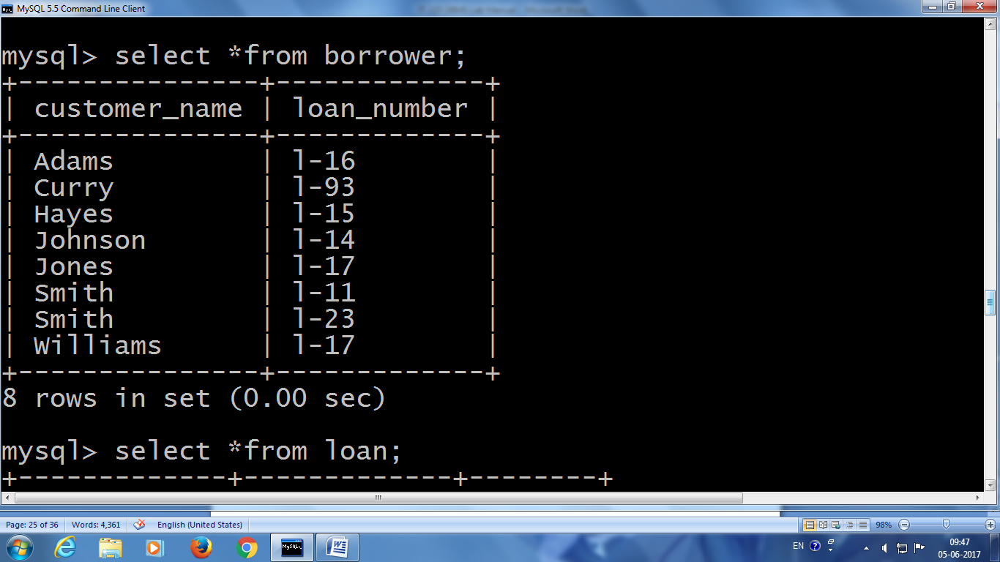 MySQL 5.5 Command Line Client
mysql> select *from borrower;
+---------------+-------------+
| customer_name | loan_number |
+---------------+-------------+
| Adams         | l-16        |
| Curry         | l-93        |
| Hayes         | l-15        |
| Johnson       | l-14        |
| Jones         | l-17        |
| Smith         | l-11        |
| Smith         | l-23        |
| Williams      | l-17        |
+---------------+-------------+
8 rows in set (0.00 sec)
mysql> select *from loan;
+-------------+-------------+--------+
Page: 25 of 36 Words: 4,361 English (United States) 98%
EN 09:47
05-06-2017